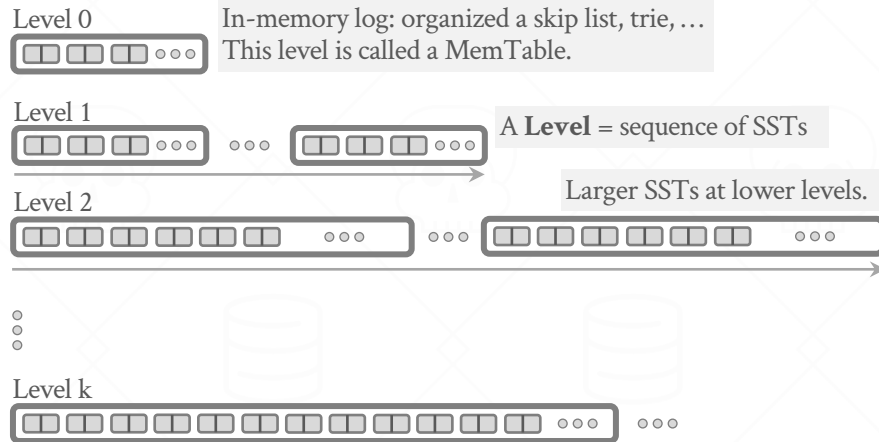 Level 0
In-memory log: organized a skip list, trie, …
This level is called a MemTable.
Level 1
A Level = sequence of SSTs
Larger SSTs at lower levels.
Level 2
Level k